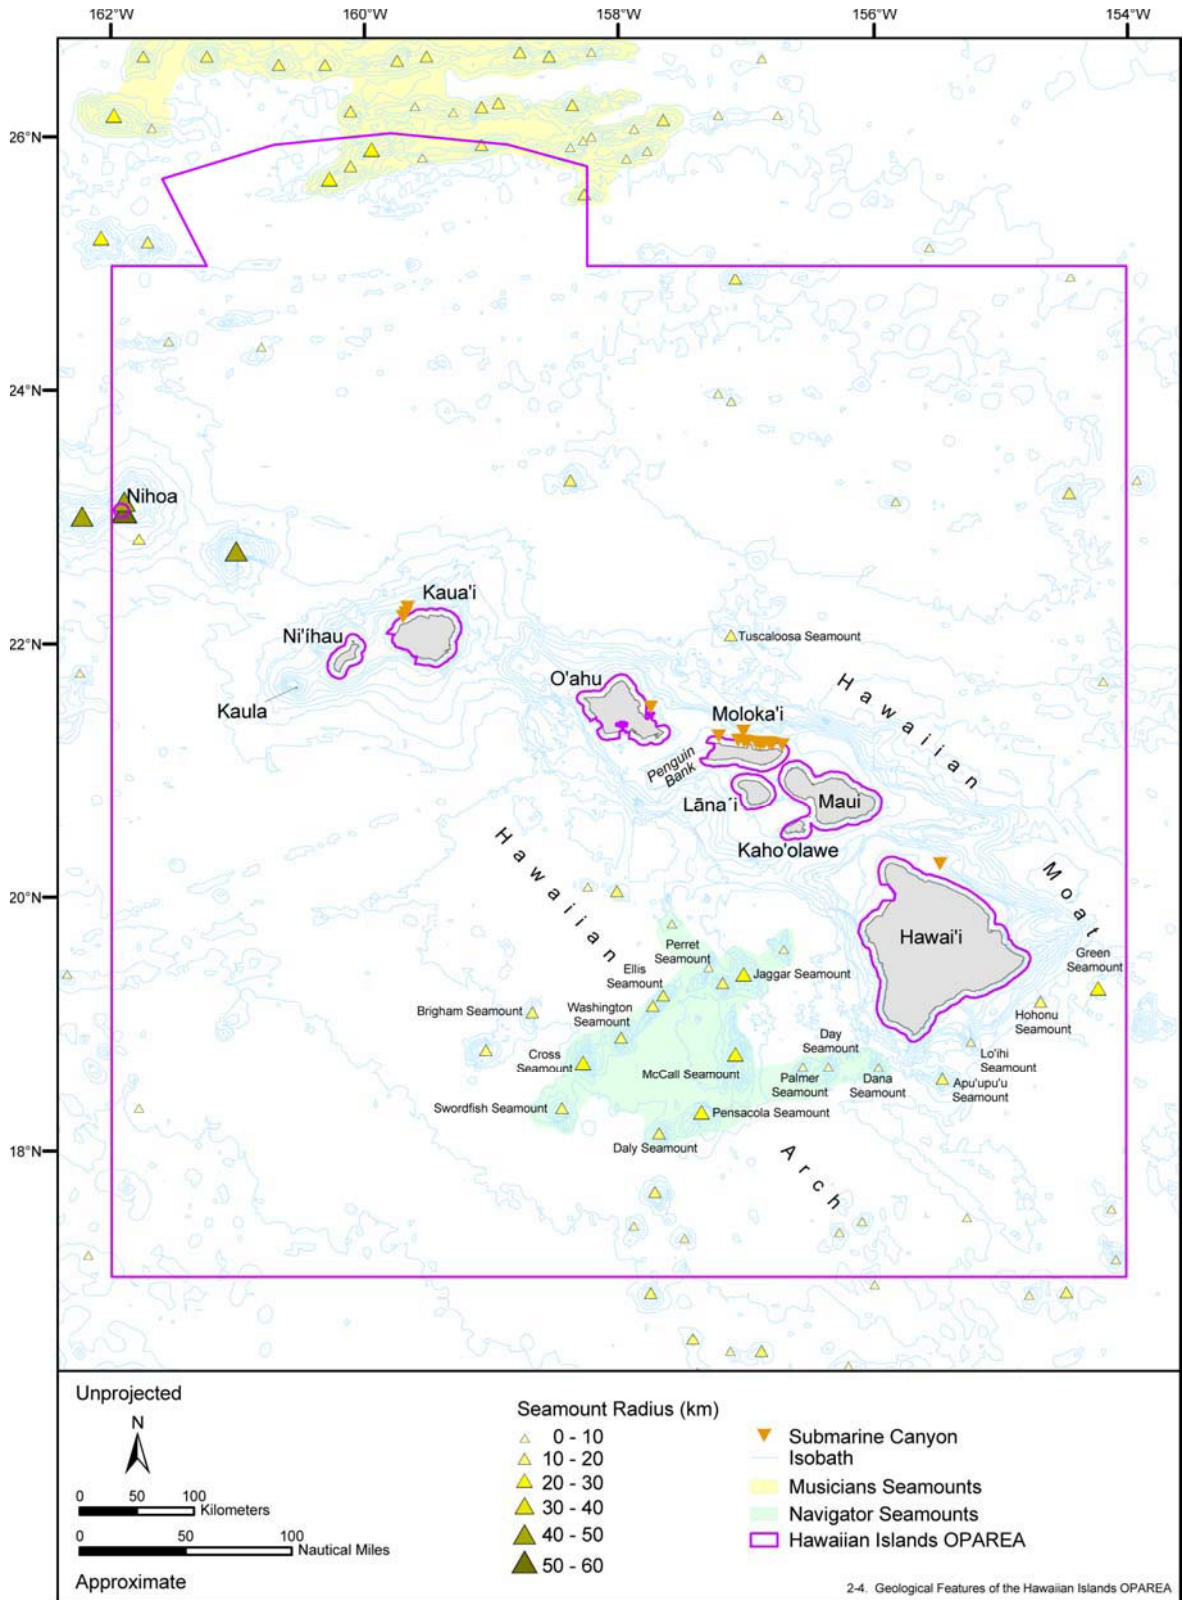 162°W 160°W 158°W 156°W 154°W
26°N
24°N
Nihoa
Kaua'i
22°N
Ni'íhau
Tuscaloosa Seamount
O'ahu
Kaula
Moloka'i
Hawaiian
Penguin
Bank
Lāna´i
Maui
Kaho'olawe
Hawaiian
Moat
20°N
Hawai'i
Perret
Seamount
Green
Seamount
Ellis
Seamount
Jaggar Seamount
Brigham Seamount
Washington
Seamount
Hohonu
Seamount
Day
Seamount
Cross
Seamount
Lo'ihi
Seamount
McCall Seamount
Palmer
Seamount
Dana
Seamount
Apu'upu'u
Seamount
Swordfish Seamount
Pensacola Seamount
18°N
Daly Seamount
Arch
Unprojected
N
0 50 100
Kilometers
0 50 100
Nautical Miles
Approximate
Seamount Radius (km)
0 - 10
10 - 20
20 - 30
30 - 40
40 - 50
50 - 60
Submarine Canyon
Isobath
Musicians Seamounts
Navigator Seamounts
Hawaiian Islands OPAREA
2-4. Geological Features of the Hawaiian Islands OPAREA